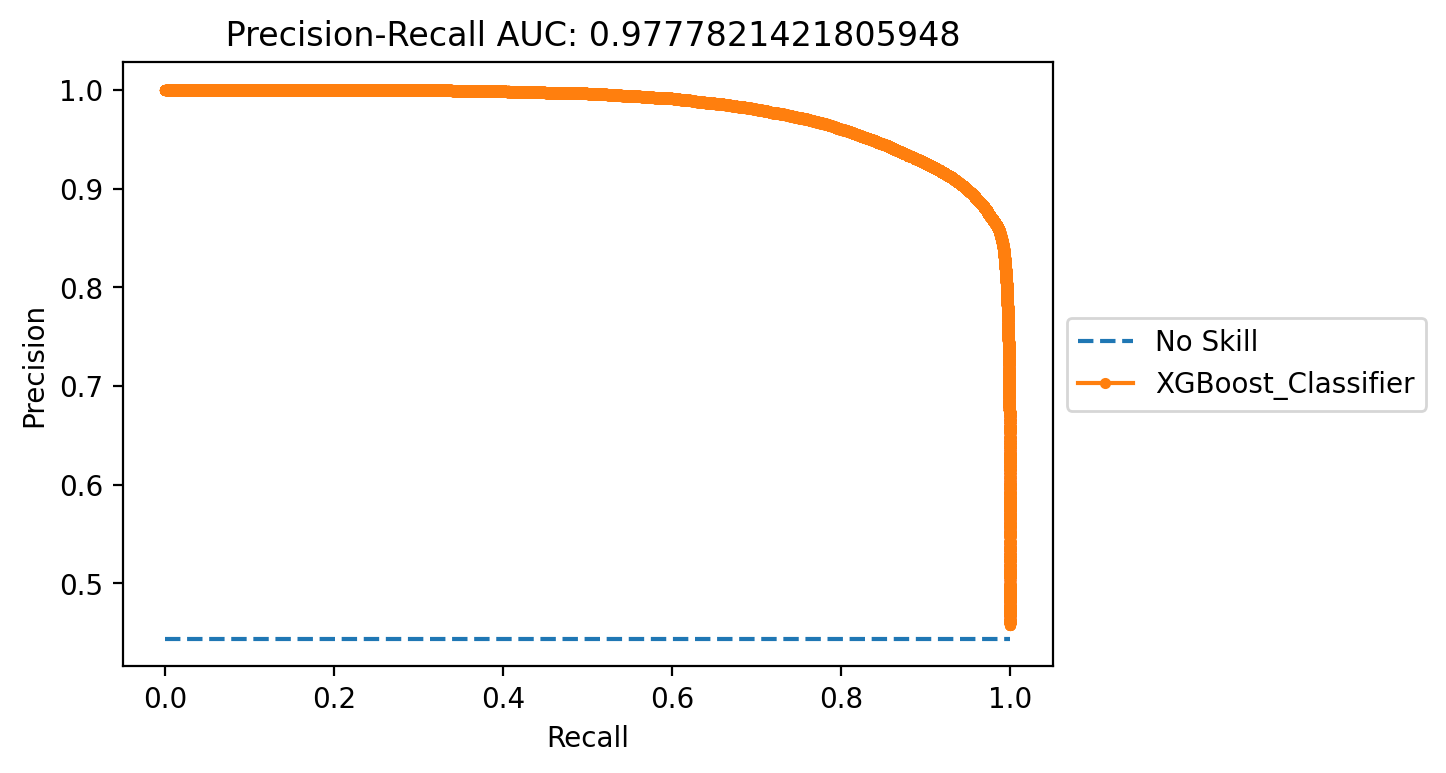 Precision-Recall AUC: 0.9777821421805948
1.0
0.9
0.8
0.7
0.6
0.5
Precision
0.0 0.2 0.4 0.6 0.8 1.0
Recall
No Skill
XGBoost_Classifier